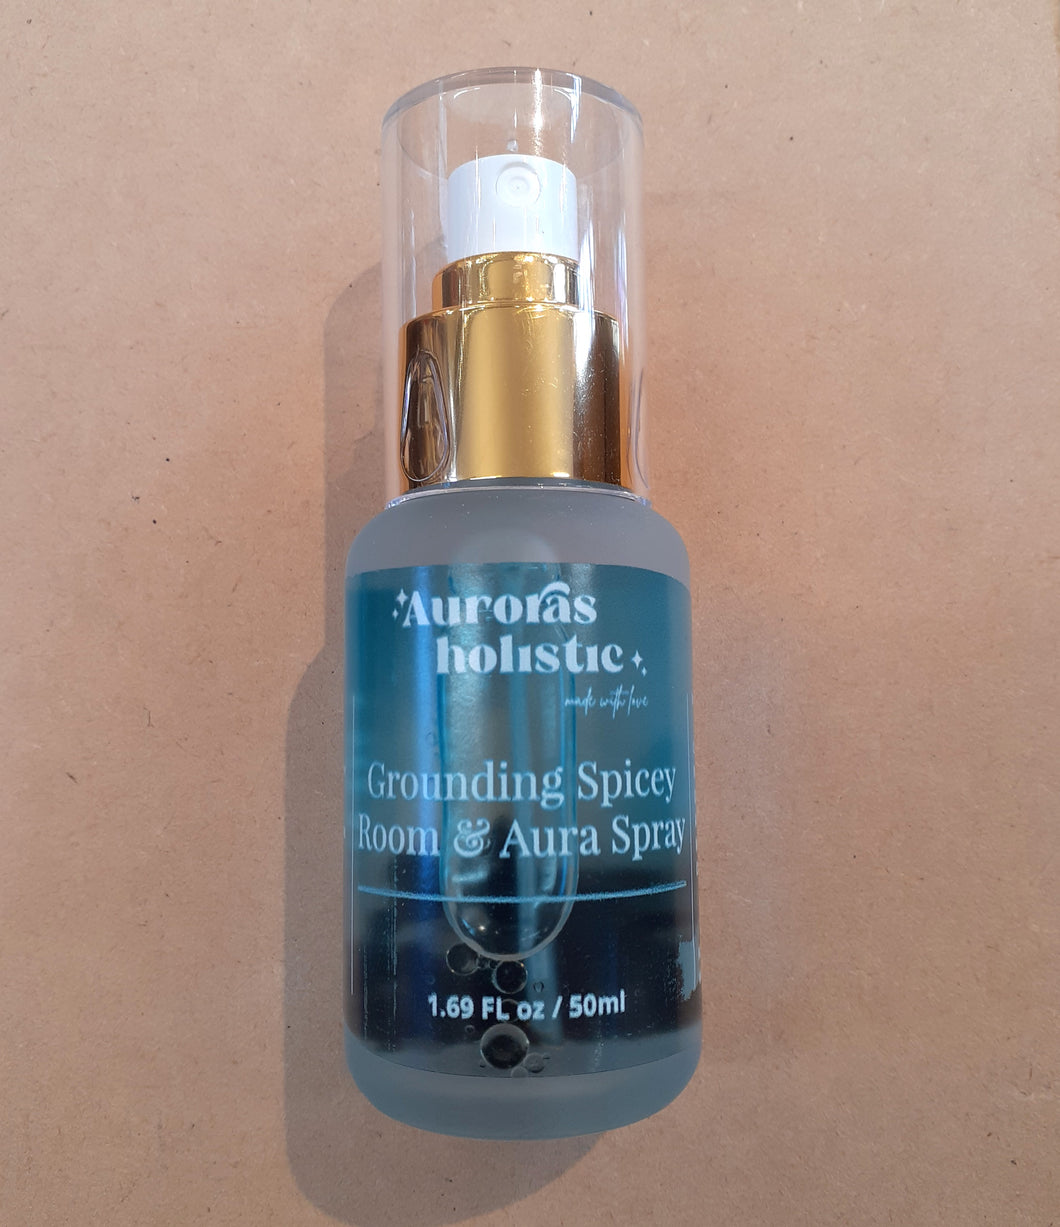 Auroras
holistic
made with love
Grounding Spicey
Room & Aura Spray
1.69 FL oz / 50ml